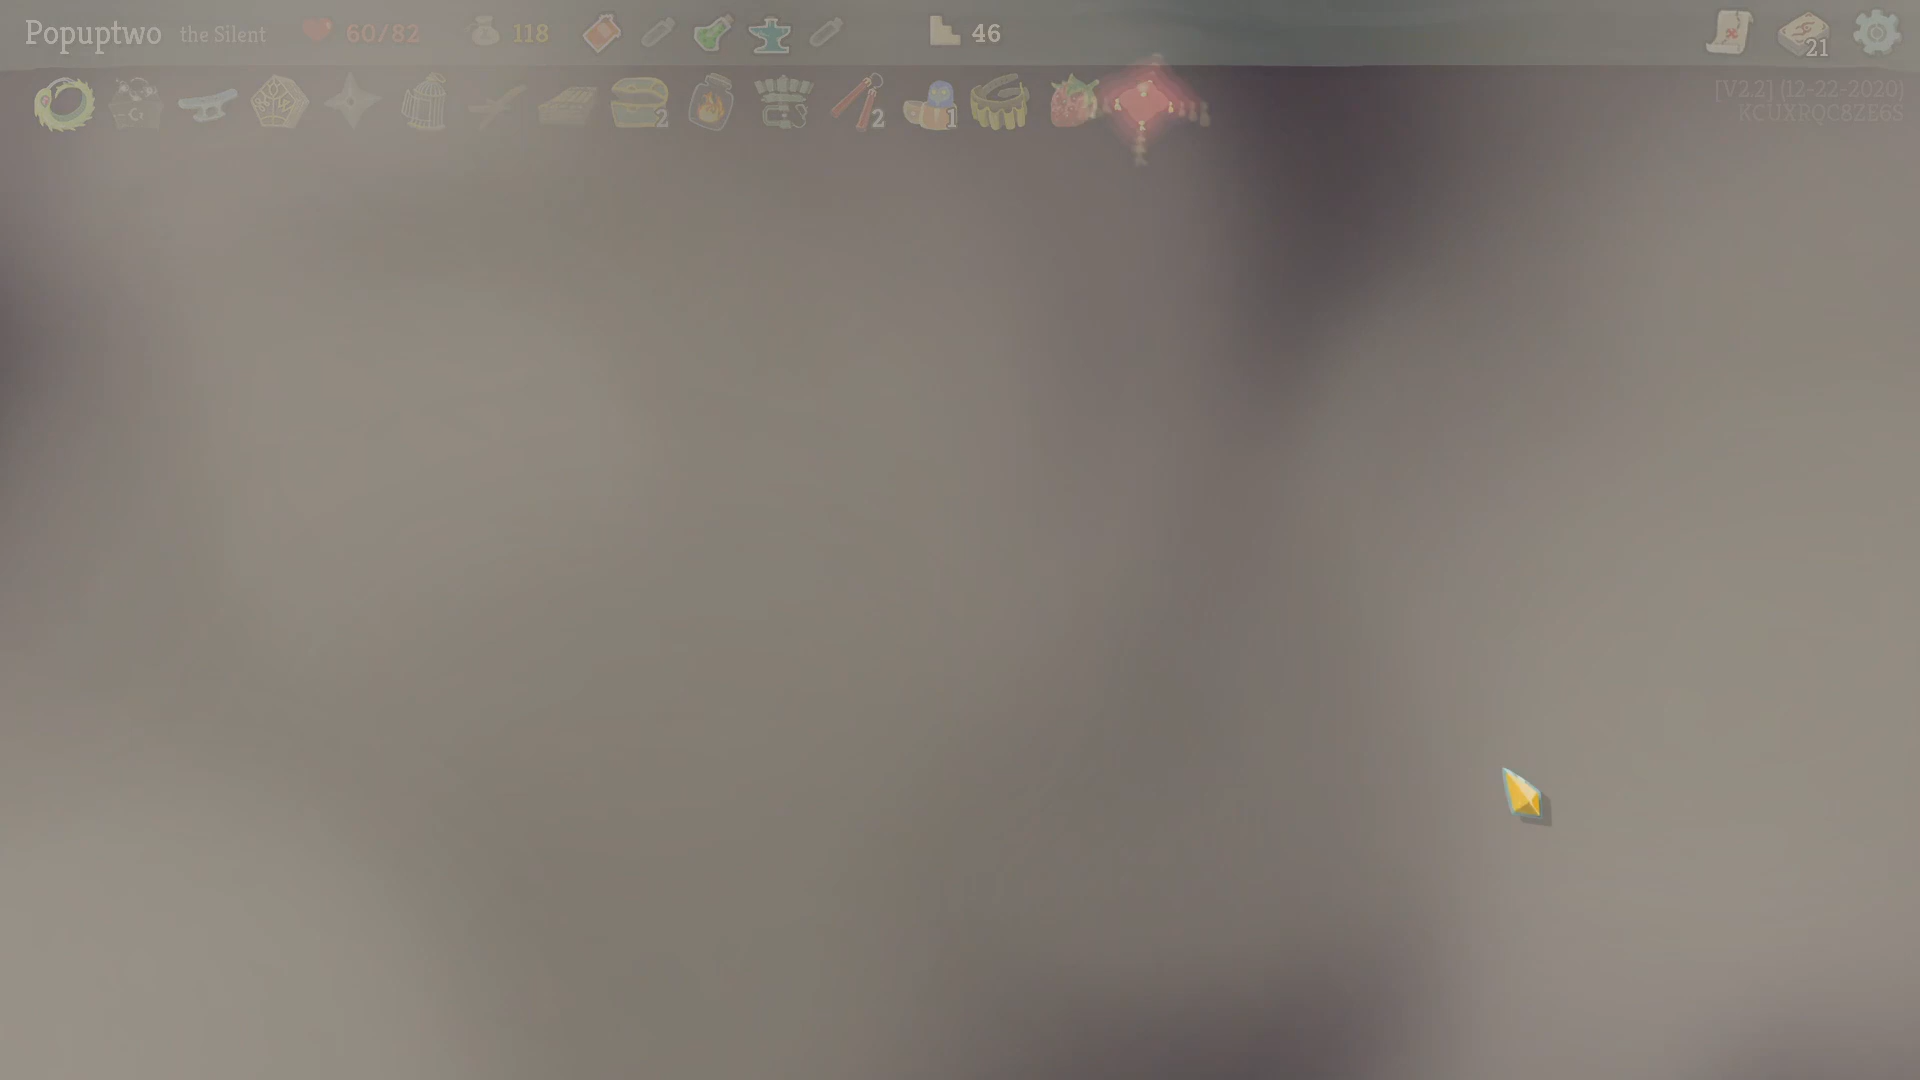 Popuptwo the Silent 60/82 118 46 21
[V2.2] (12-22-2020)
KCUXRQC8ZE6S
2 2 1